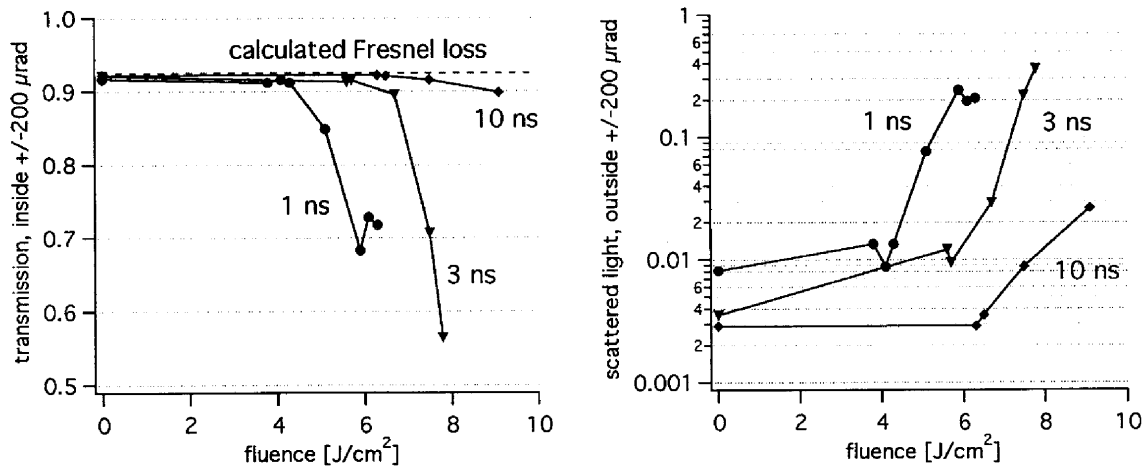 1.0
0.9
0.8
0.7
0.6
0.5
transmission, inside +/-200 µrad
calculated Fresnel loss
10 ns
1 ns
3 ns
0 2 4 6 8 10
fluence [J/cm²]
1
6
4
2
0.1
6
4
2
0.01
6
4
2
0.001
scattered light, outside +/-200 µrad
1 ns
3 ns
10 ns
0 2 4 6 8 10
fluence [J/cm²]